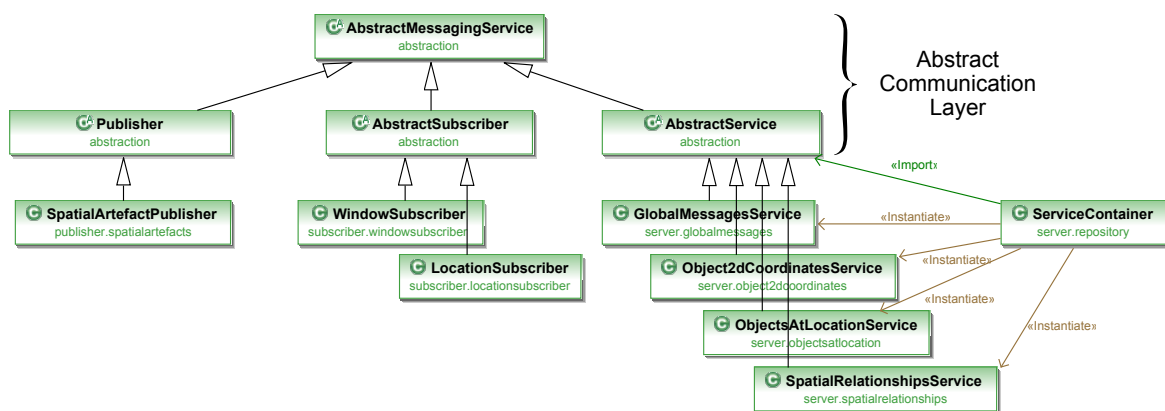 AbstractMessagingService
abstraction
Abstract
Communication
Layer
Publisher
abstraction
AbstractSubscriber
abstraction
AbstractService
abstraction
«Import»
SpatialArtefactPublisher
publisher.spatialartefacts
WindowSubscriber
subscriber.windowsubscriber
GlobalMessagesService
server.globalmessages
«Instantiate»
ServiceContainer
server.repository
LocationSubscriber
subscriber.locationsubscriber
Object2dCoordinatesService
server.object2dcoordinates
«Instantiate»
«Instantiate»
ObjectsAtLocationService
server.objectsatlocation
«Instantiate»
SpatialRelationshipsService
server.spatialrelationships